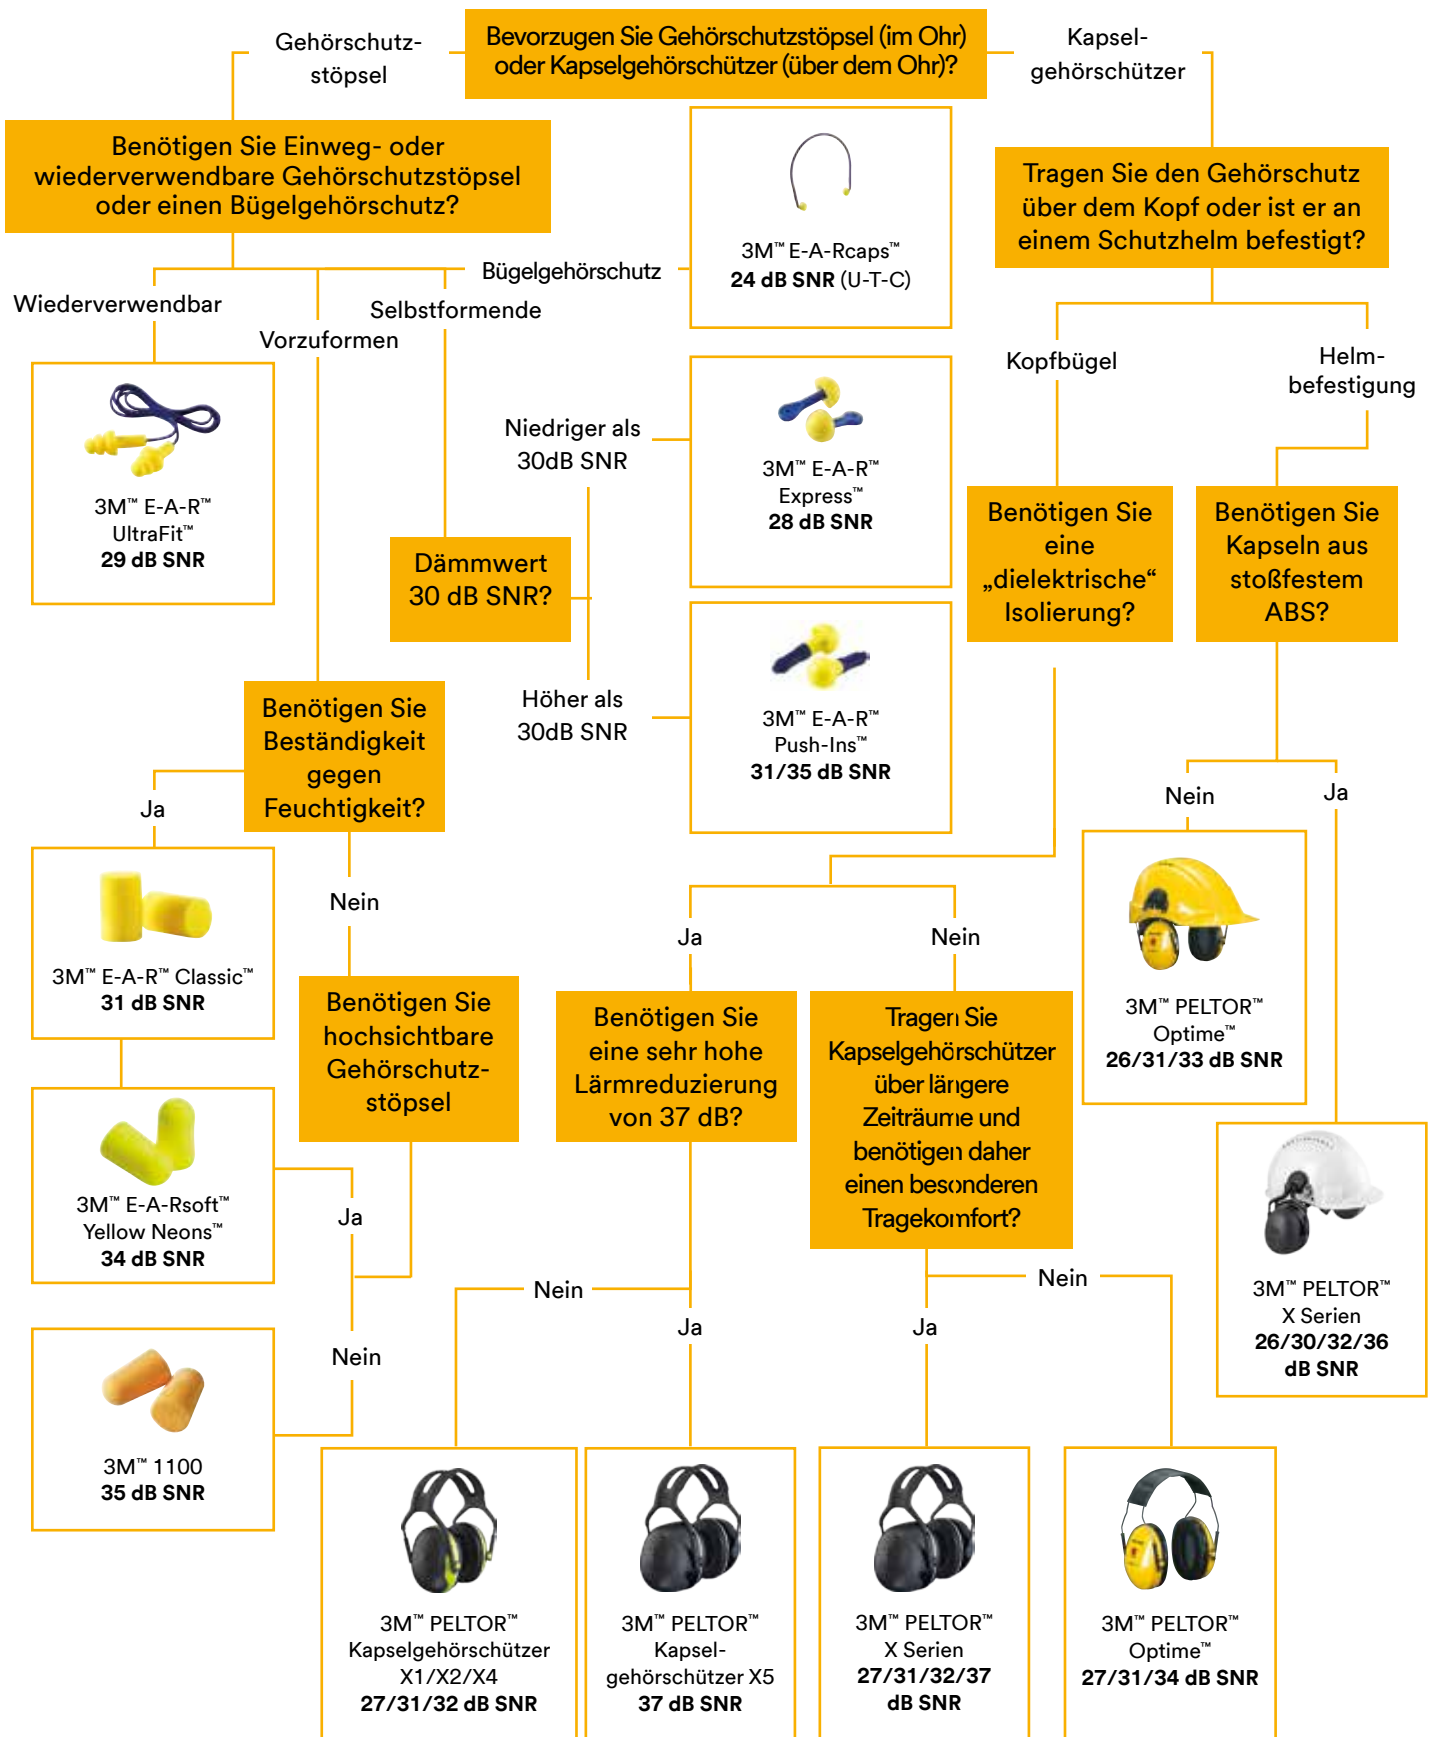 Gehörschutz-
stöpsel
Bevorzugen Sie Gehörschutzstöpsel (im Ohr)
oder Kapselgehörschützer (über dem Ohr)?
Kapsel-
gehörschützer
Benötigen Sie Einweg- oder
wiederverwendbare Gehörschutzstöpsel
oder einen Bügelgehörschutz?
3M™ E-A-Rcaps™
24 dB SNR (U-T-C)
Tragen Sie den Gehörschutz
über dem Kopf oder ist er an
einem Schutzhelm befestigt?
Bügelgehörschutz
Wiederverwendbar
Selbstformende
Vorzuformen
Kopfbügel
Helm-
befestigung
3M™ E-A-R™
UltraFit™
29 dB SNR
Niedriger als
30dB SNR
3M™ E-A-R™
Express™
28 dB SNR
Dämmwert
30 dB SNR?
Benötigen Sie
eine
„dielektrische“
Isolierung?
Benötigen Sie
Kapseln aus
stoßfestem
ABS?
Höher als
30dB SNR
3M™ E-A-R™
Push-Ins™
31/35 dB SNR
Benötigen Sie
Beständigkeit
gegen
Feuchtigkeit?
Ja
Nein
Nein
Ja
3M™ E-A-R™ Classic™
31 dB SNR
Benötigen Sie
hochsichtbare
Gehörschutz-
stöpsel
Ja
Nein
3M™ PELTOR™
Optime™
26/31/33 dB SNR
Benötigen Sie
eine sehr hohe
Lärmreduzierung
von 37 dB?
Tragen Sie
Kapselgehörschützer
über längere
Zeiträume und
benötigen daher
einen besonderen
Tragekomfort?
3M™ E-A-Rsoft™
Yellow Neons™
34 dB SNR
Ja
Nein
3M™ PELTOR™
X Serien
26/30/32/36
dB SNR
3M™ 1100
35 dB SNR
Nein
Ja
Ja
Nein
3M™ PELTOR™
Kapselgehörschützer
X1/X2/X4
27/31/32 dB SNR
3M™ PELTOR™
Kapsel-
gehörschützer X5
37 dB SNR
3M™ PELTOR™
X Serien
27/31/32/37
dB SNR
3M™ PELTOR™
Optime™
27/31/34 dB SNR